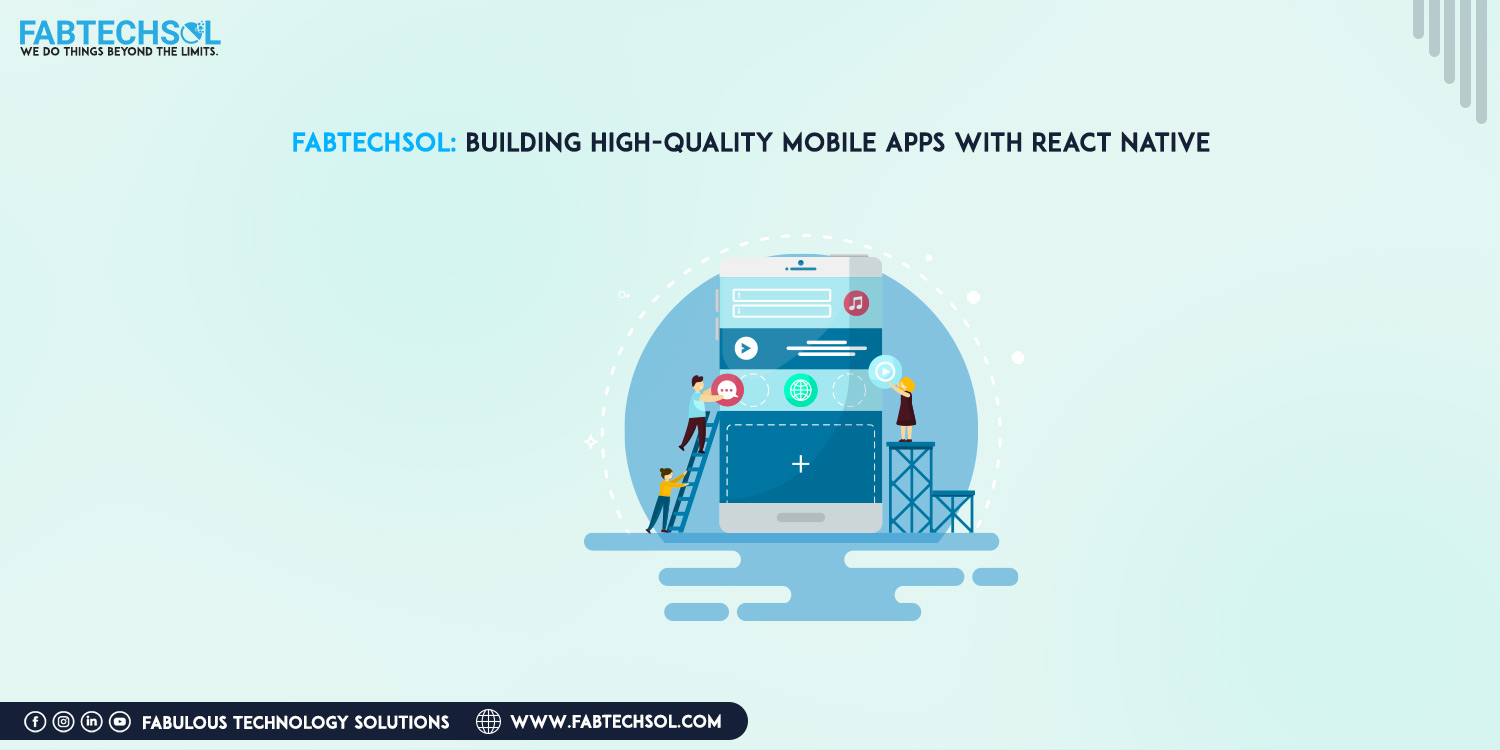 FABTECHSOL
WE DO THINGS BEYOND THE LIMITS.
FABTECHSOL: BUILDING HIGH-QUALITY MOBILE APPS WITH REACT NATIVE
FABULOUS TECHNOLOGY SOLUTIONS WWW.FABTECHSOL.COM